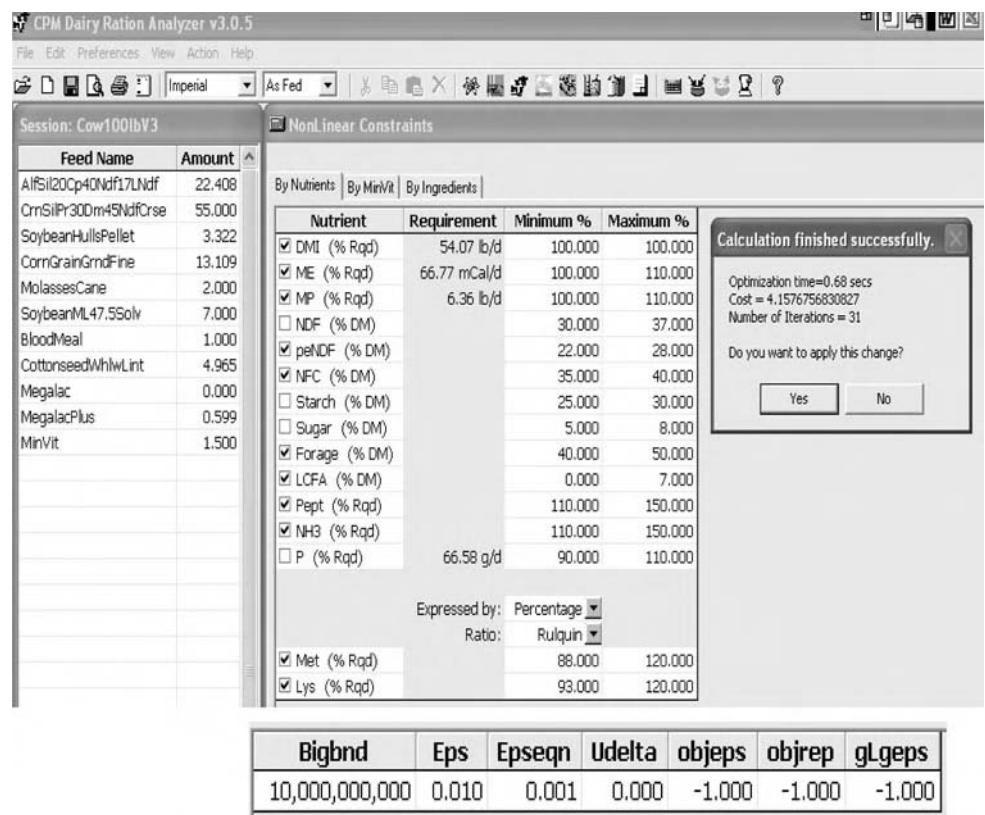 CPM Dairy Ration Analyzer v3.0.5
File Edit Preferences View Action Help
Imperial As Fed
Session: Cow100lbV3
Feed Name Amount
AlfSil20Cp40Ndf17LNdf 22.408
CrnSilPr30Dm45NdfCrse 55.000
SoybeanHullsPellet 3.322
CornGrainGrndFine 13.109
MolassesCane 2.000
SoybeanML47.5Solv 7.000
BloodMeal 1.000
CottonseedWhlwLint 4.965
Megalac 0.000
MegalacPlus 0.599
MinVit 1.500
NonLinear Constraints
By Nutrients By MinVit By Ingredients
Nutrient Requirement Minimum % Maximum %
DMI (% Rqd) 54.07 lb/d 100.000 100.000
ME (% Rqd) 66.77 mCal/d 100.000 110.000
MP (% Rqd) 6.36 lb/d 100.000 110.000
NDF (% DM) 30.000 37.000
peNDF (% DM) 22.000 28.000
NFC (% DM) 35.000 40.000
Starch (% DM) 25.000 30.000
Sugar (% DM) 5.000 8.000
Forage (% DM) 40.000 50.000
LCFA (% DM) 0.000 7.000
Pept (% Rqd) 110.000 150.000
NH3 (% Rqd) 110.000 150.000
P (% Rqd) 66.58 g/d 90.000 110.000
Expressed by: Percentage
Ratio: Rulquin
Met (% Rqd) 88.000 120.000
Lys (% Rqd) 93.000 120.000
Calculation finished successfully.
Optimization time=0.68 secs
Cost = 4.1576756830827
Number of Iterations = 31
Do you want to apply this change?
Yes No
Bigbnd Eps Epseqn Udelta objeps objrep gLgeps
10,000,000,000 0.010 0.001 0.000 -1.000 -1.000 -1.000